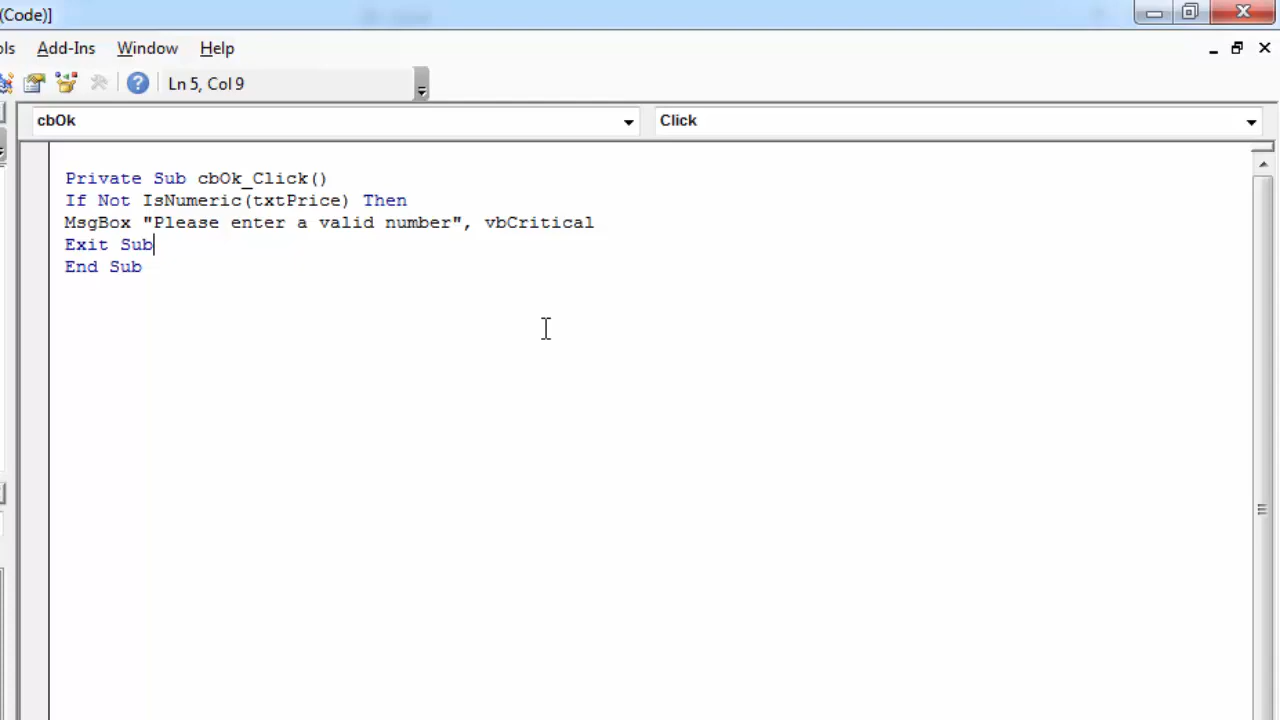 (Code)]
ols Add-Ins Window Help
Ln 5, Col 9
cbOk Click
Private Sub cbOk_Click()
If Not IsNumeric(txtPrice) Then
MsgBox "Please enter a valid number", vbCritical
Exit Sub
End Sub